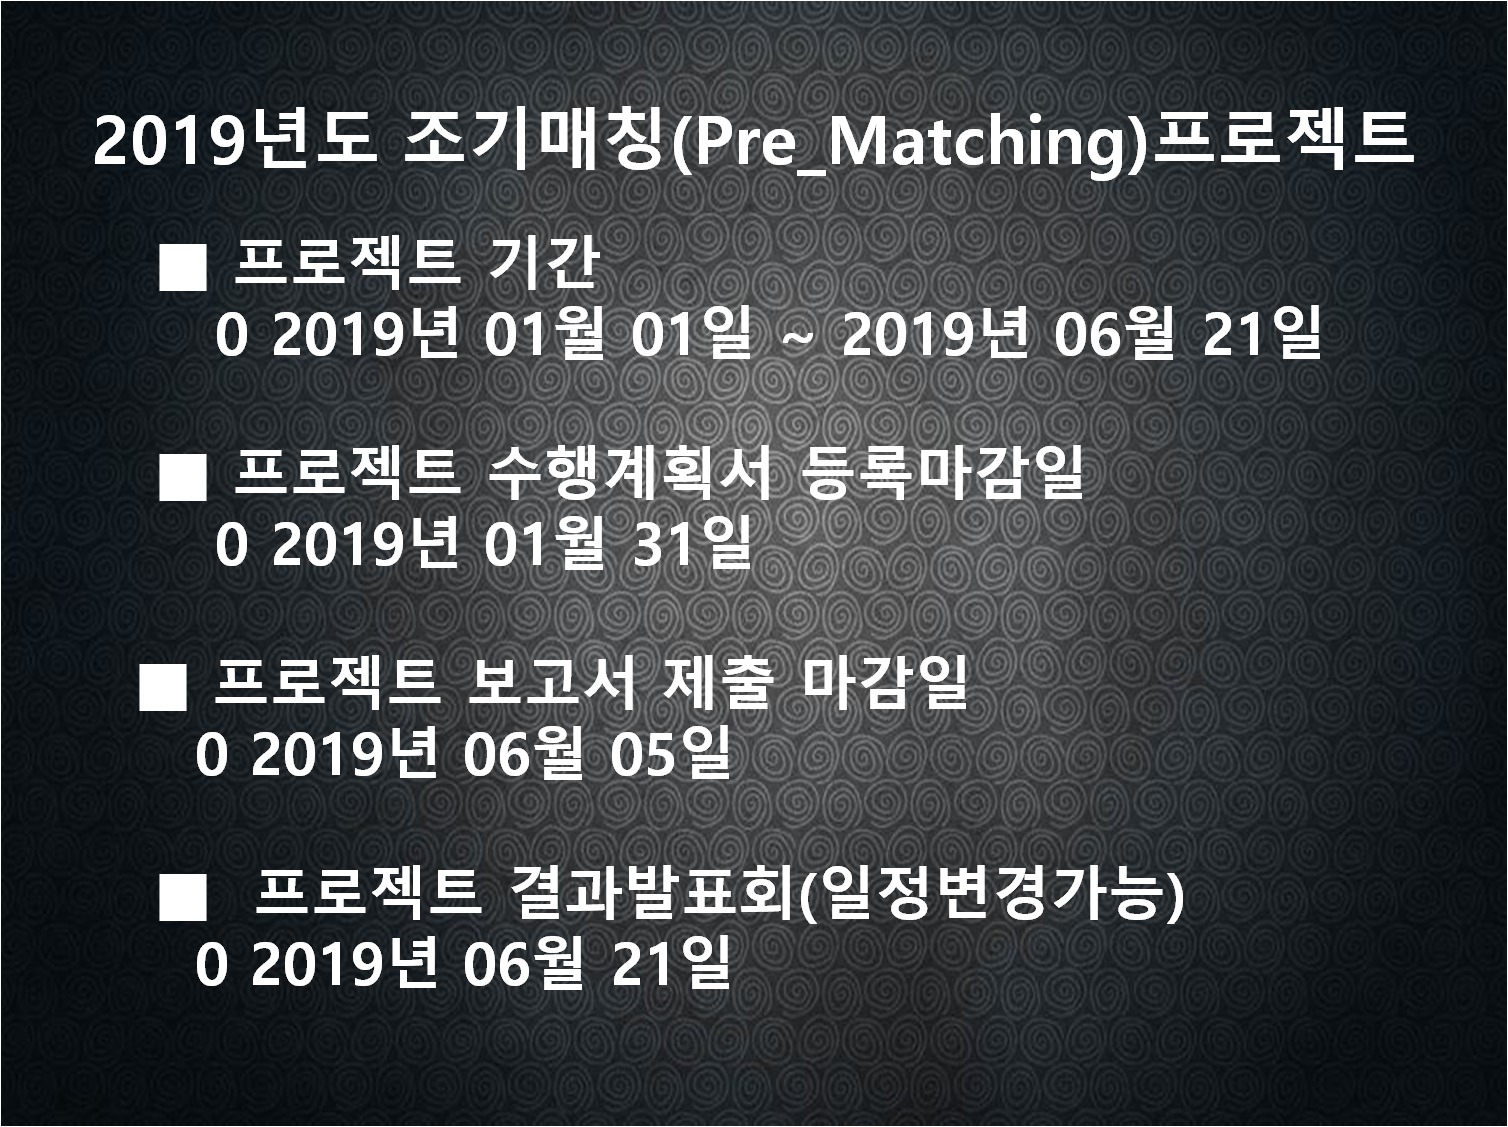 2019년도 조기매칭(Pre_Matching)프로젝트
■ 프로젝트 기간
0 2019년 01월 01일 ~ 2019년 06월 21일
■ 프로젝트 수행계획서 등록마감일
0 2019년 01월 31일
■ 프로젝트 보고서 제출 마감일
0 2019년 06월 05일
■ 프로젝트 결과발표회(일정변경가능)
0 2019년 06월 21일